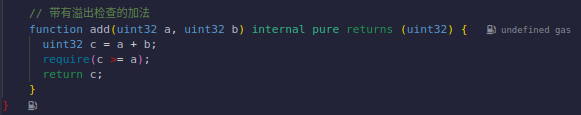 // 带有溢出检查的加法
function add(uint32 a, uint32 b) internal pure returns (uint32) { undefined gas
uint32 c = a + b;
require(c >= a);
return c;
}
}